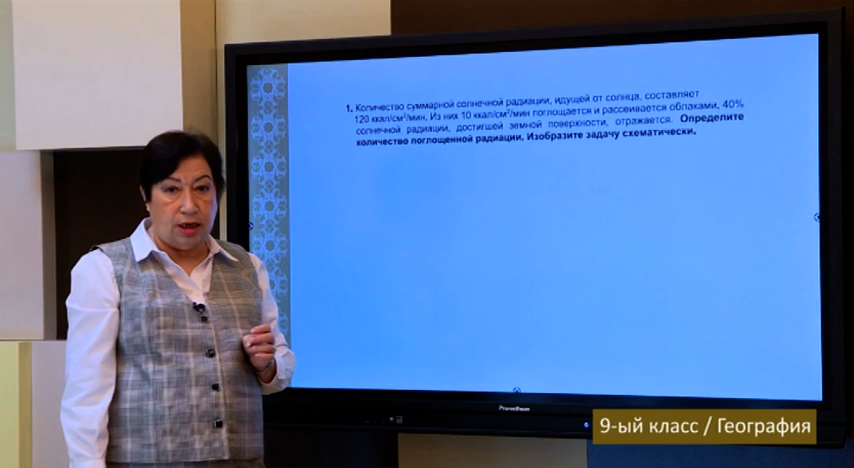 1. Количество суммарной солнечной радиации, идущей от солнца, составляет
120 ккал/см²/мин. Из них 10 ккал/см²/мин поглощается и рассеивается облаками, 40%
солнечной радиации, достигшей земной поверхности, отражается. Определите
количество поглощенной радиации. Изобразите задачу схематически.
Promethean
9-ый класс / География